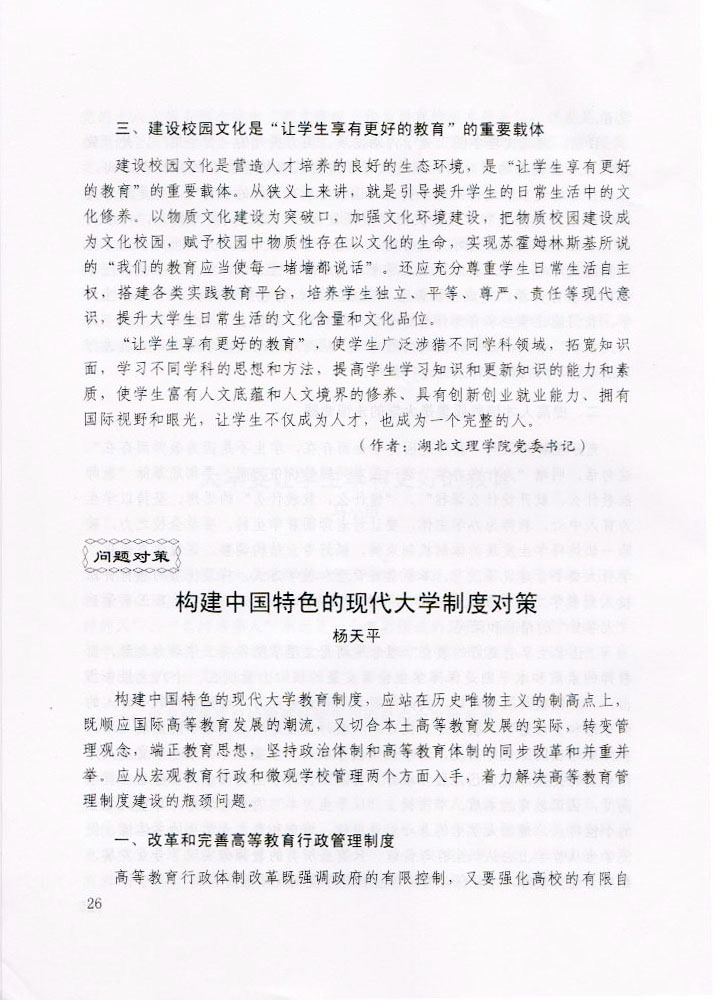 三、建设校园文化是“让学生享有更好的教育”的重要载体
建设校园文化是营造人才培养的良好的生态环境，是“让学生享有更好
的教育”的重要载体。从狭义上来讲，就是引导提升学生的日常生活中的文
化修养。以物质文化建设为突破口，加强文化环境建设，把物质校园建设成
为文化校园，赋予校园中物质性存在以文化的生命，实现苏霍姆林斯基所说
的“我们的教育应当使每一堵墙都说话”。还应充分尊重学生日常生活自主
权，搭建各类实践教育平台，培养学生独立、平等、尊严、责任等现代意
识，提升大学生日常生活的文化含量和文化品位。
“让学生享有更好的教育”，使学生广泛涉猎不同学科领域，拓宽知识
面，学习不同学科的思想和方法，提高学生学习知识和更新知识的能力和素
质，使学生富有人文底蕴和人文境界的修养、具有创新创业就业能力、拥有
国际视野和眼光，让学生不仅成为人才，也成为一个完整的人。
（作者：湖北文理学院党委书记）
问题对策
构建中国特色的现代大学制度对策
杨天平
构建中国特色的现代大学教育制度，应站在历史唯物主义的制高点上，
既顺应国际高等教育发展的潮流，又切合本土高等教育发展的实际，转变管
理观念，端正教育思想，坚持政治体制和高等教育体制的同步改革和并重并
举。应从宏观教育行政和微观学校管理两个方面入手，着力解决高等教育管
理制度建设的瓶颈问题。
一、改革和完善高等教育行政管理制度
高等教育行政体制改革既强调政府的有限控制，又要强化高校的有限自
26